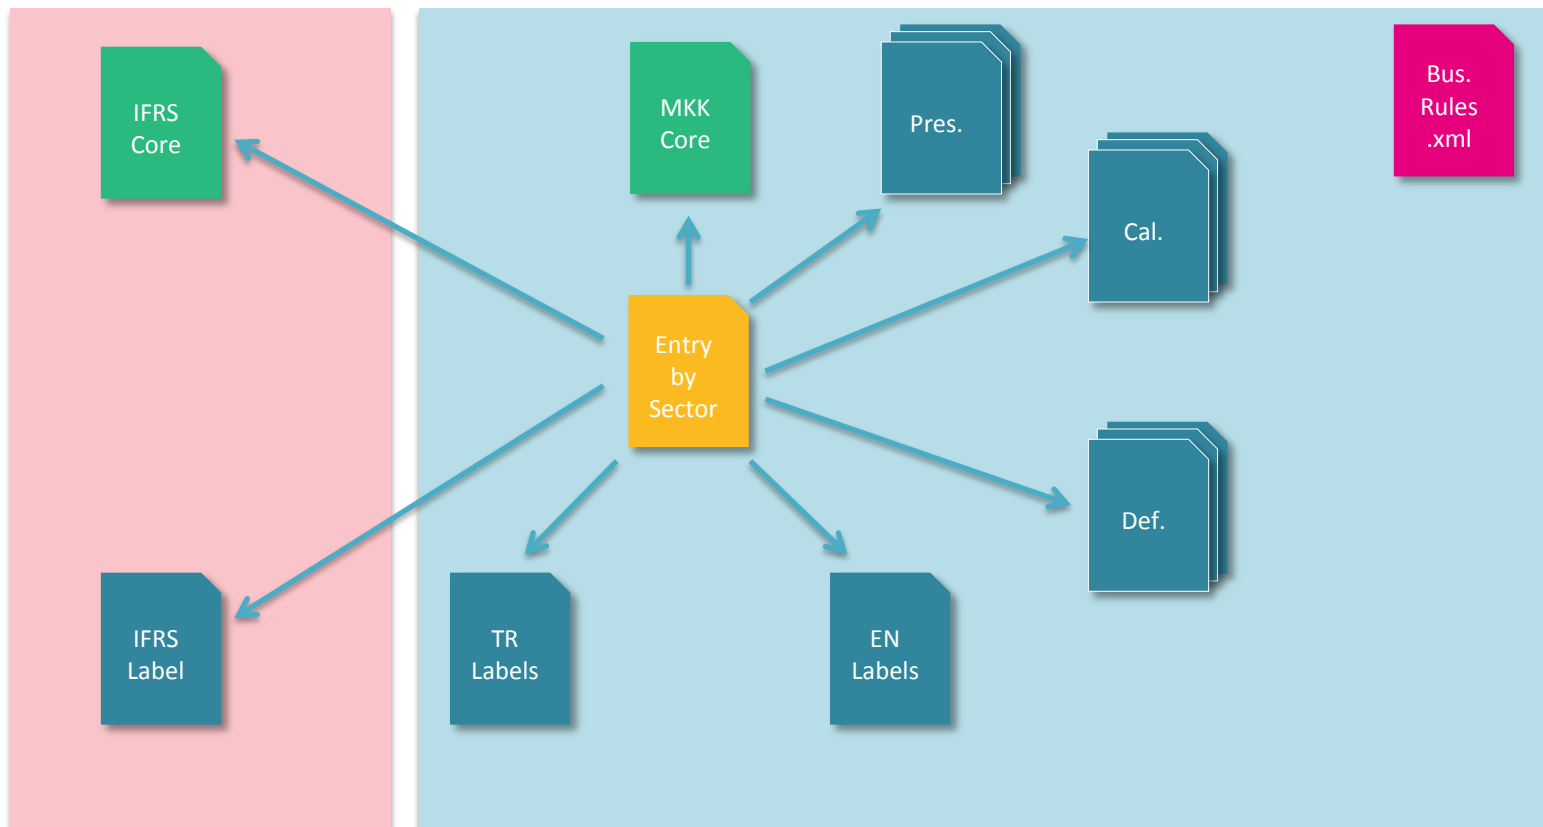 IFRS
Core
MKK
Core
Pres.
Cal.
Bus.
Rules
.xml
Entry
by
Sector
Def.
IFRS
Label
TR
Labels
EN
Labels